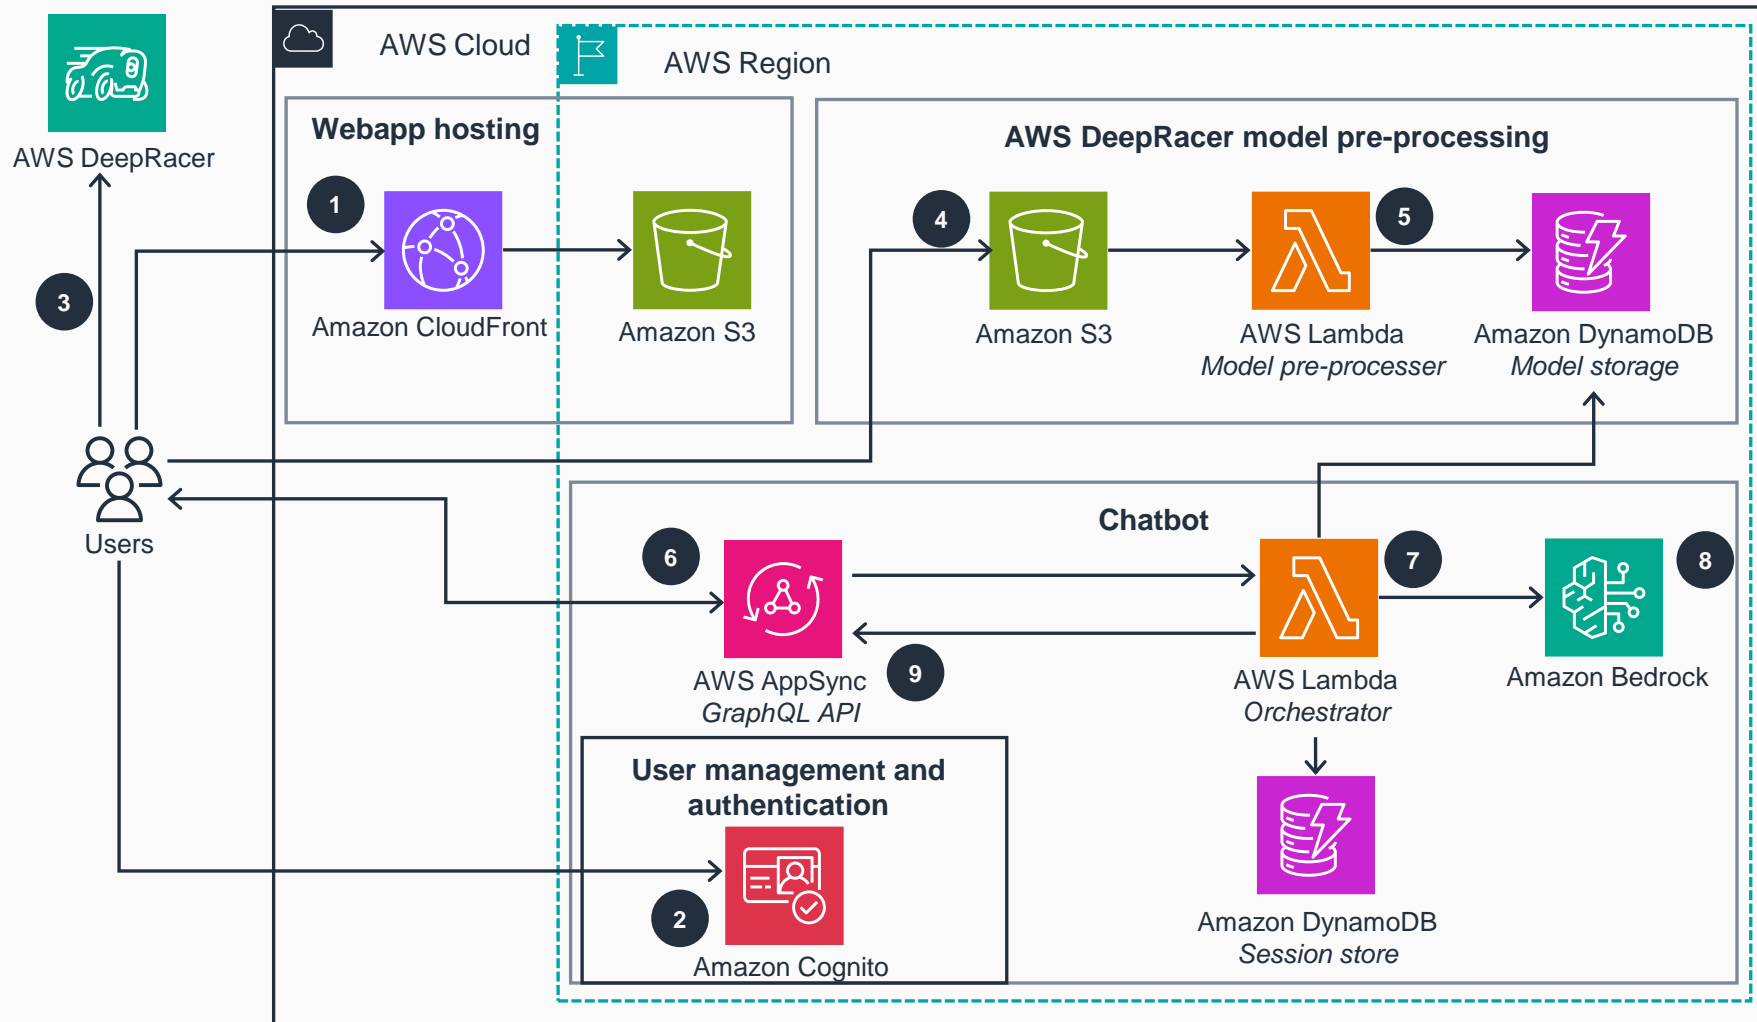 AWS Cloud
AWS Region
AWS DeepRacer
Webapp hosting
1
Amazon CloudFront
Amazon S3
AWS DeepRacer model pre-processing
4
Amazon S3
AWS Lambda
Model pre-processer
5
Amazon DynamoDB
Model storage
3
Users
Chatbot
6
AWS AppSync
GraphQL API
9
7
AWS Lambda
Orchestrator
8
Amazon Bedrock
User management and
authentication
2
Amazon Cognito
Amazon DynamoDB
Session store